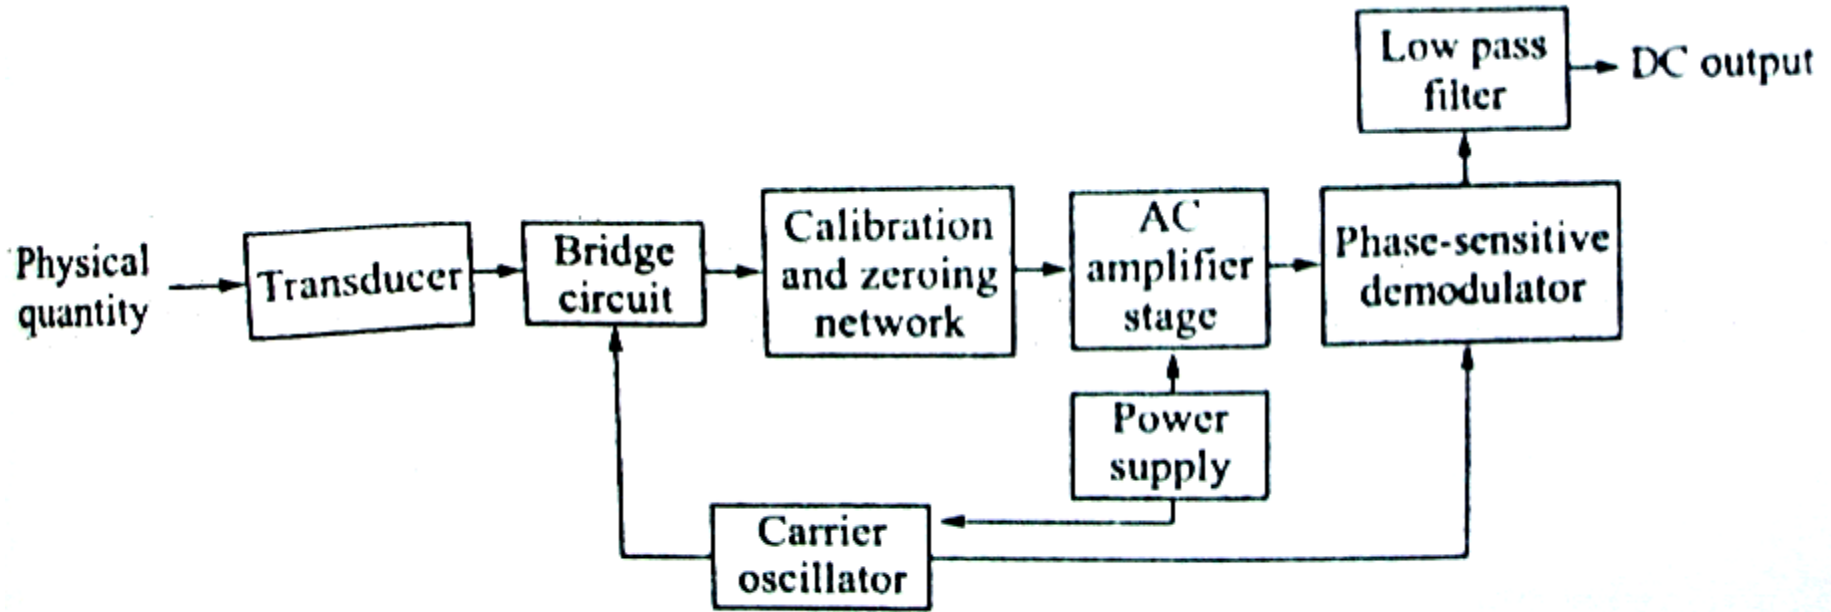 Low pass
filter
DC output
Physical
quantity
Transducer
Bridge
circuit
Calibration
and zeroing
network
AC
amplifier
stage
Phase-sensitive
demodulator
Power
supply
Carrier
oscillator